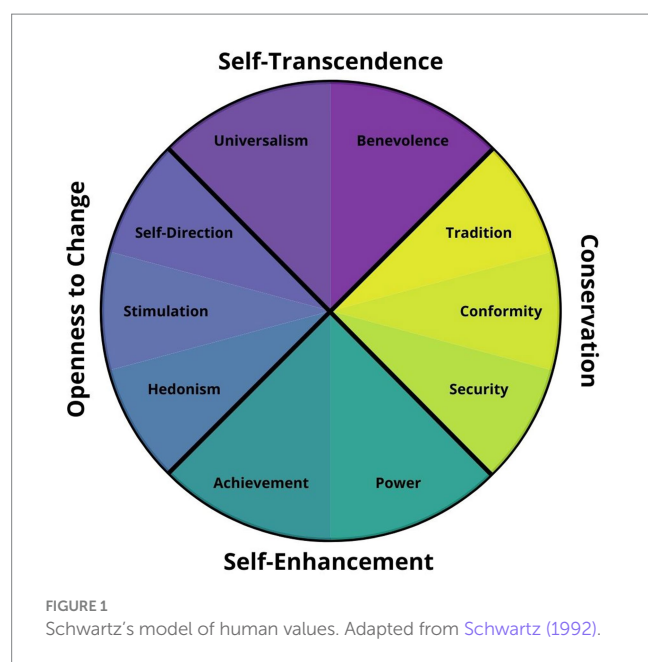 Self-Transcendence
Universalism
Benevolence
Self-Direction
Tradition
Openness to Change
Stimulation
Conformity
Conservation
Hedonism
Security
Achievement
Power
Self-Enhancement
FIGURE 1
Schwartz’s model of human values. Adapted from Schwartz (1992).